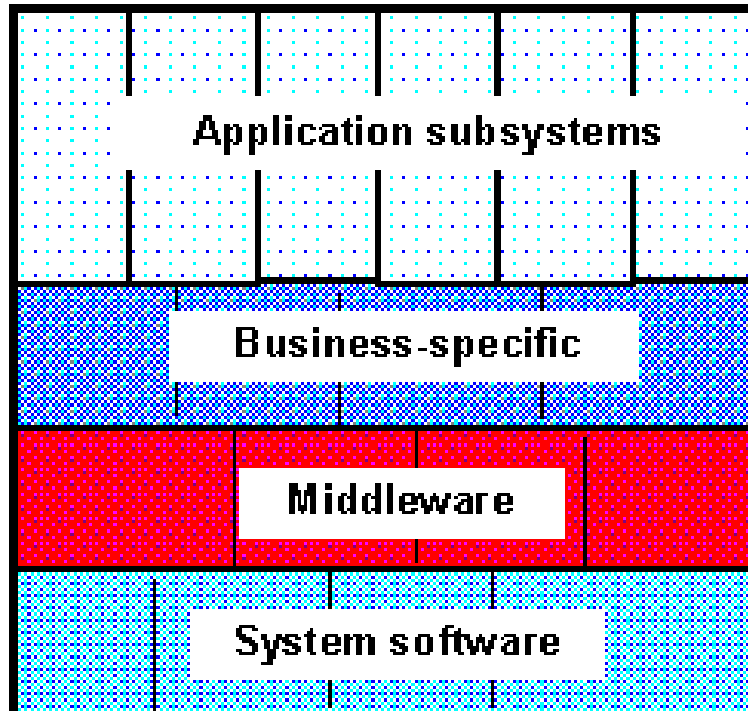 Application subsystems
Business-specific
Middleware
System software